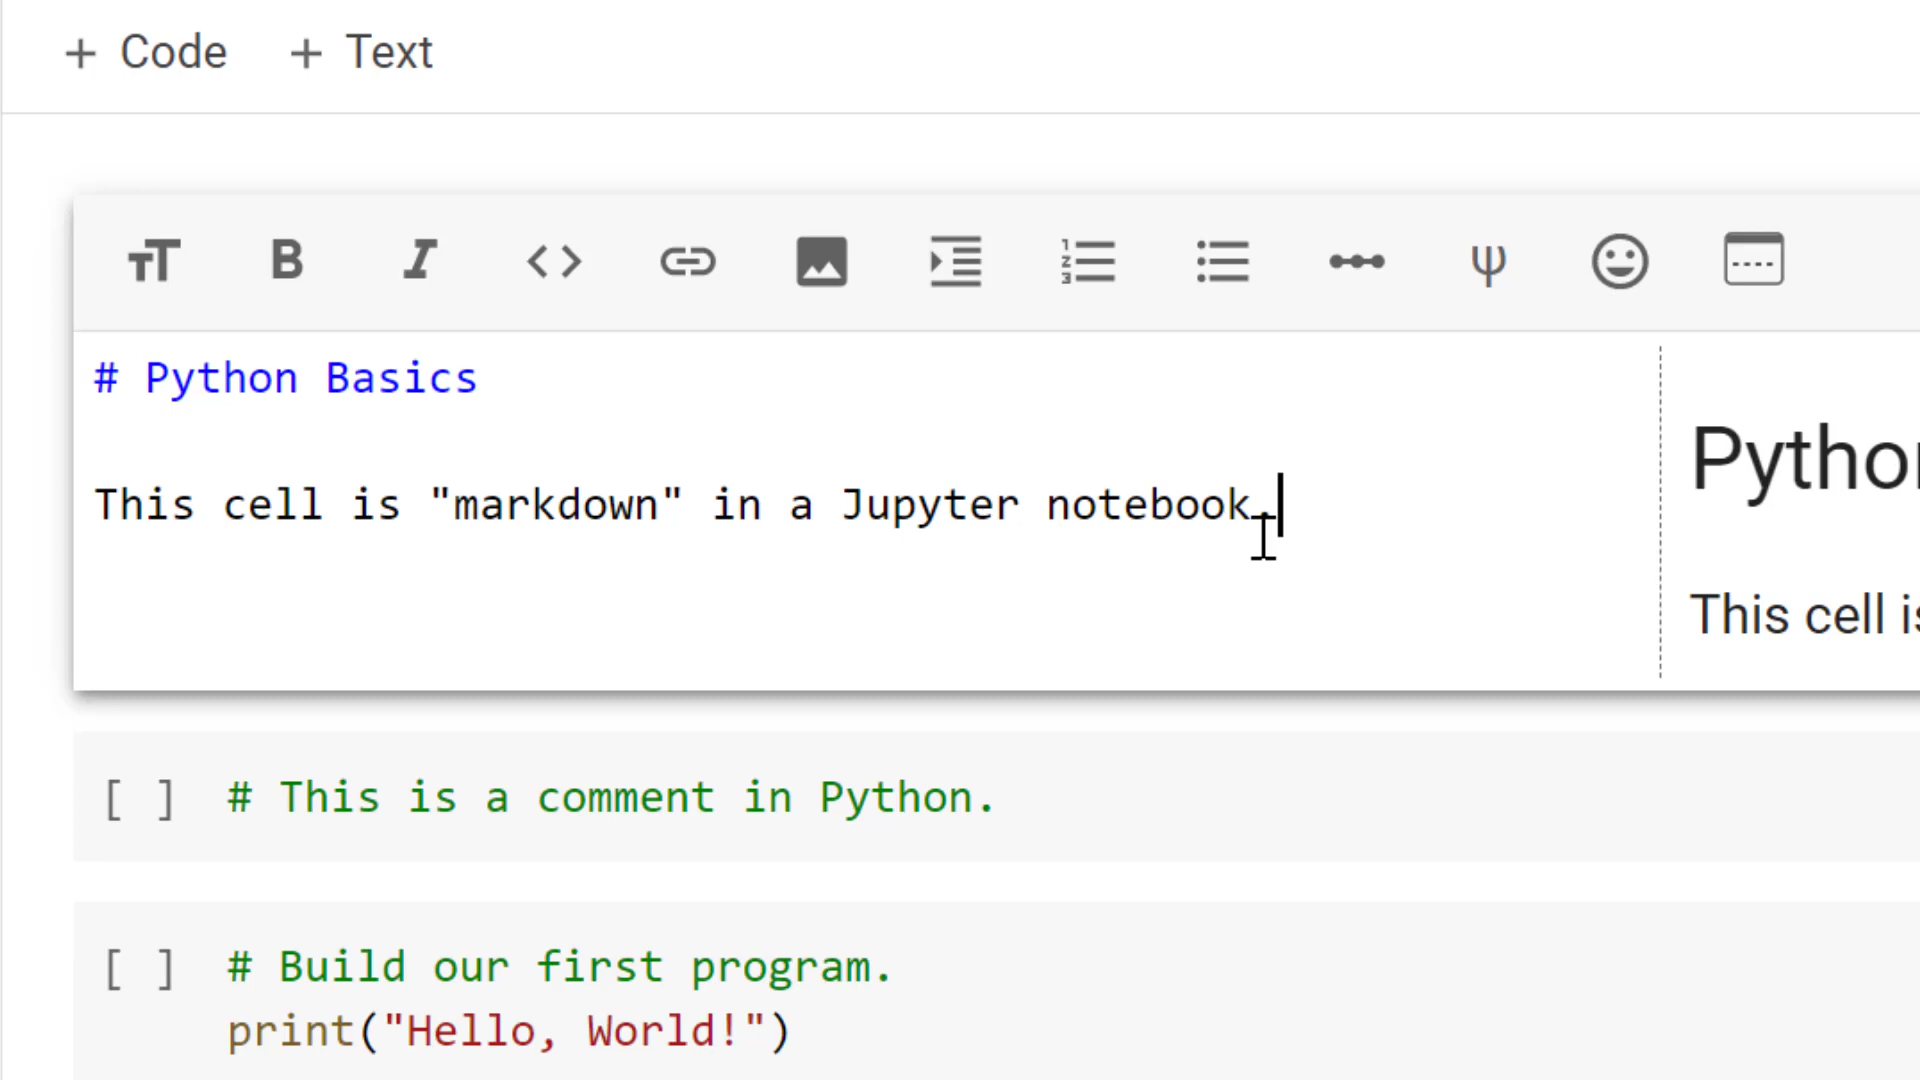 + Code + Text
# Python Basics
This cell is "markdown" in a Jupyter notebook.
Pytho
This cell is
[ ] # This is a comment in Python.
[ ] # Build our first program.
print("Hello, World!")